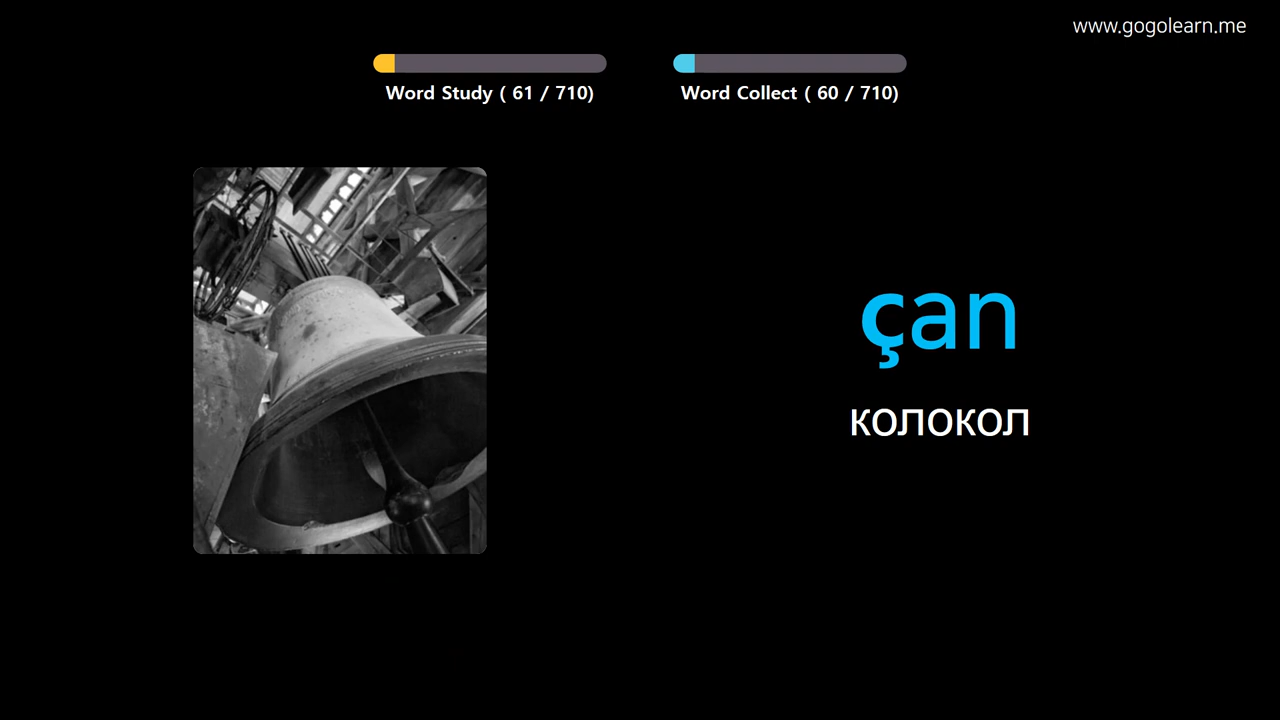 www.gogolearn.me
Word Study ( 61 / 710)
Word Collect ( 60 / 710)
çan
колокол